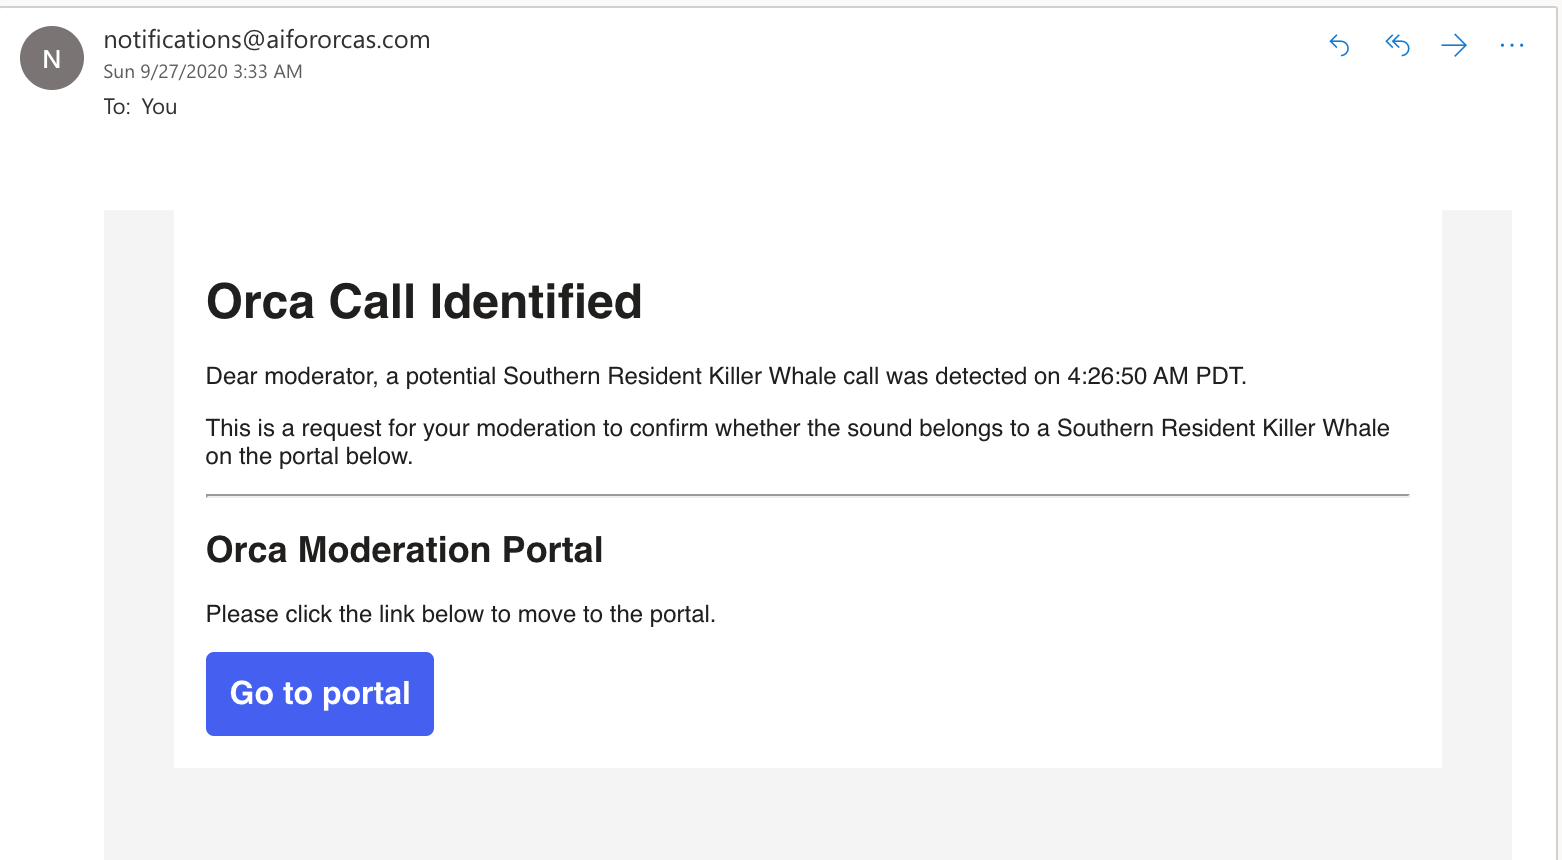 N
notifications@aifororcas.com
Sun 9/27/2020 3:33 AM
To: You
Orca Call Identified
Dear moderator, a potential Southern Resident Killer Whale call was detected on 4:26:50 AM PDT.
This is a request for your moderation to confirm whether the sound belongs to a Southern Resident Killer Whale
on the portal below.
Orca Moderation Portal
Please click the link below to move to the portal.
Go to portal